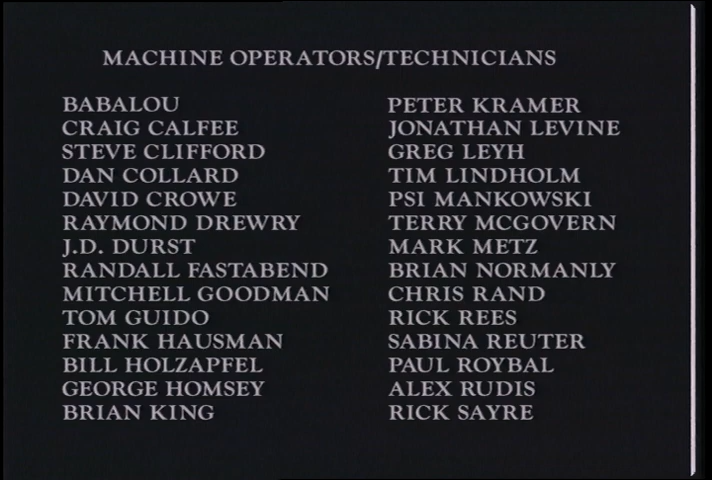 MACHINE OPERATORS/TECHNICIANS
BABALOU
CRAIG CALFEE
STEVE CLIFFORD
DAN COLLARD
DAVID CROWE
RAYMOND DREWRY
J.D. DURST
RANDALL FASTABEND
MITCHELL GOODMAN
TOM GUIDO
FRANK HAUSMAN
BILL HOLZAPFEL
GEORGE HOMSEY
BRIAN KING
PETER KRAMER
JONATHAN LEVINE
GREG LEYH
TIM LINDHOLM
PSI MANKOWSKI
TERRY MCGOVERN
MARK METZ
BRIAN NORMANLY
CHRIS RAND
RICK REES
SABINA REUTER
PAUL ROYBAL
ALEX RUDIS
RICK SAYRE